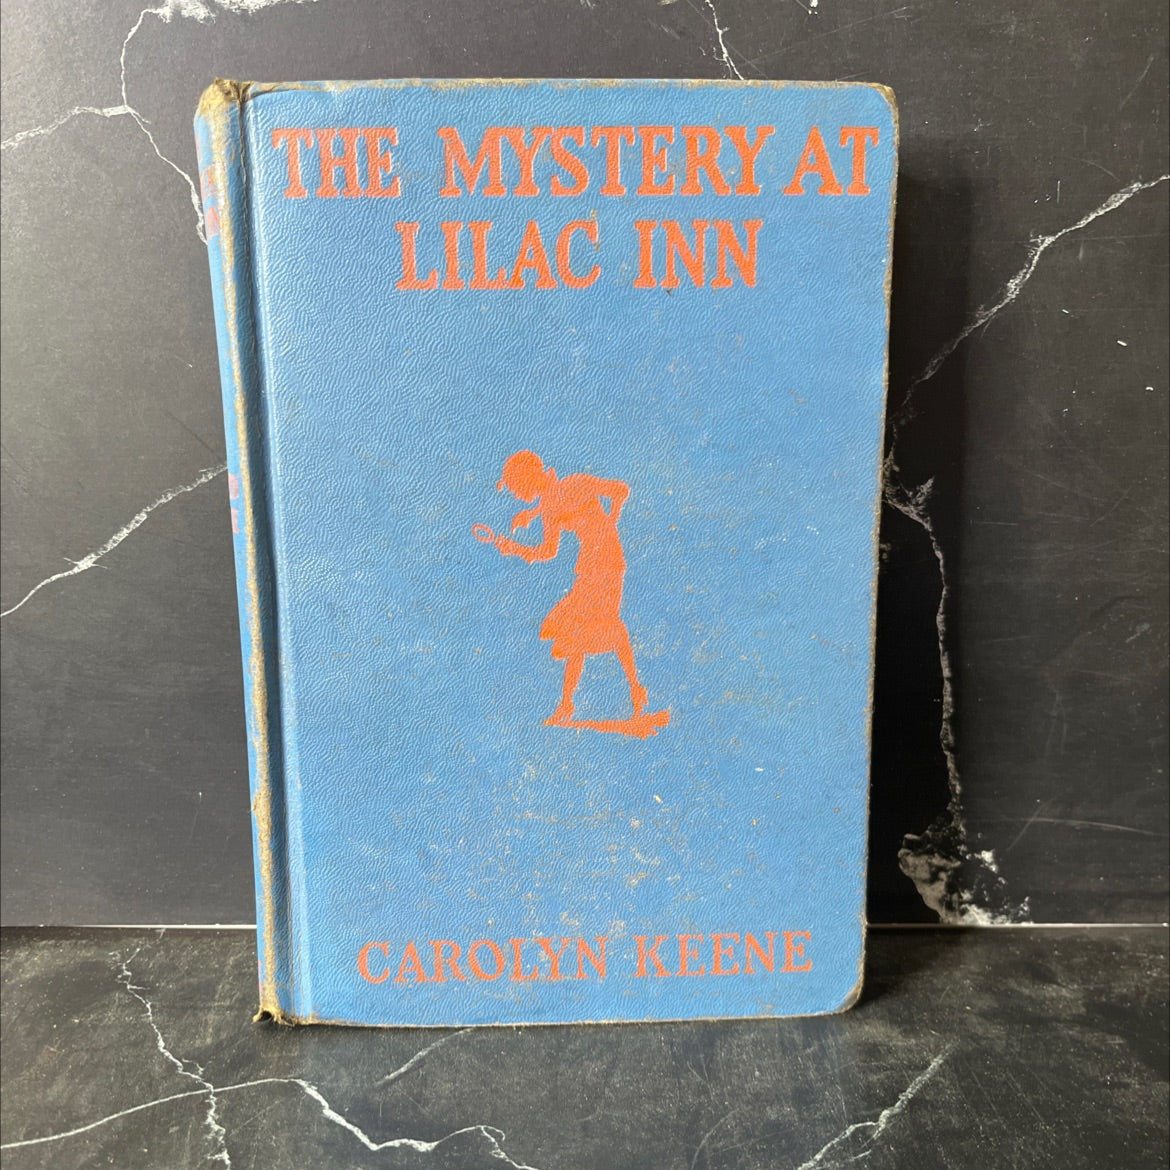 THE MYSTERY AT
LILAC INN
CAROLYN KEENE